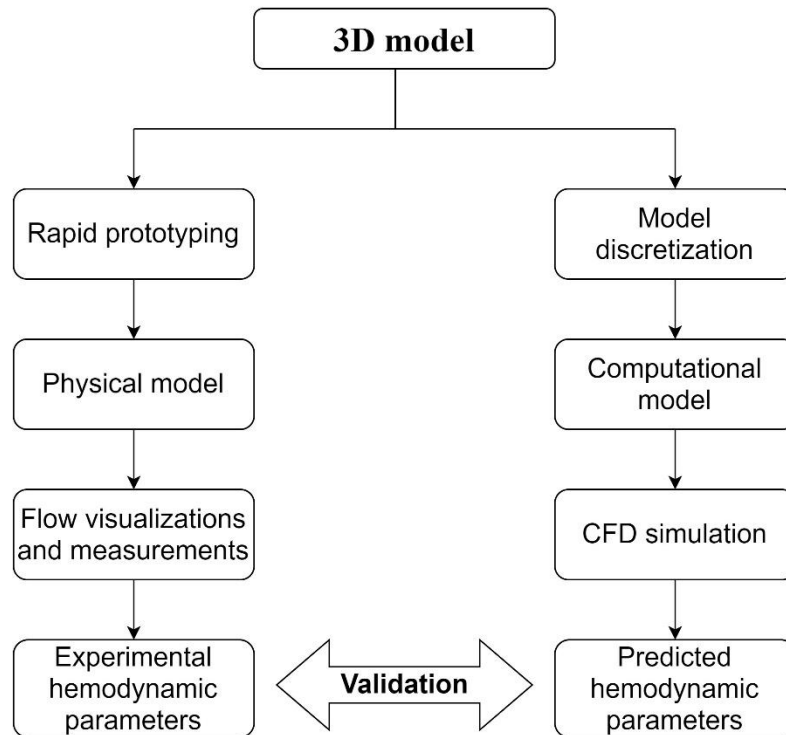 3D model
Rapid prototyping
Model
discretization
Physical model
Computational
model
Flow visualizations
and measurements
CFD simulation
Experimental
hemodynamic
parameters
Validation
Predicted
hemodynamic
parameters